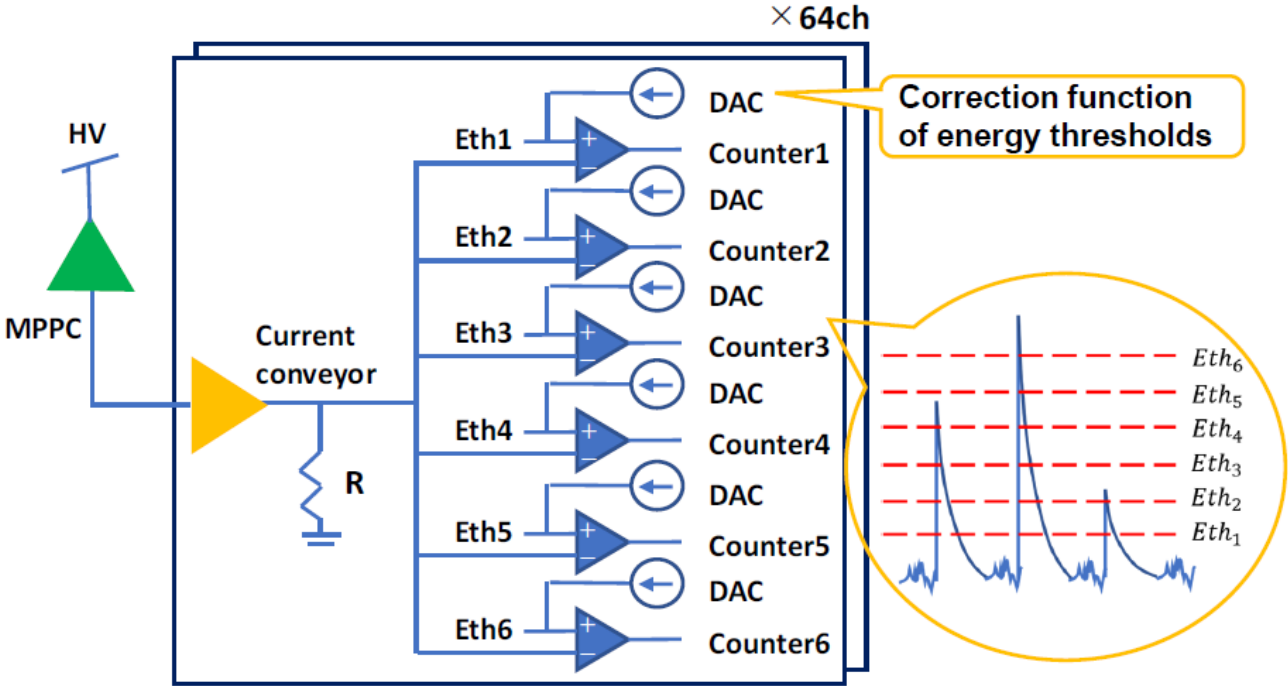 × 64ch
HV
MPPC
Current
conveyor
R
Eth1
+
−
DAC
Counter1
Eth2
+
−
DAC
Counter2
Eth3
+
−
DAC
Counter3
Eth4
+
−
DAC
Counter4
Eth5
+
−
DAC
Counter5
Eth6
+
−
DAC
Counter6
Correction function
of energy thresholds
Eth₆
Eth₅
Eth₄
Eth₃
Eth₂
Eth₁